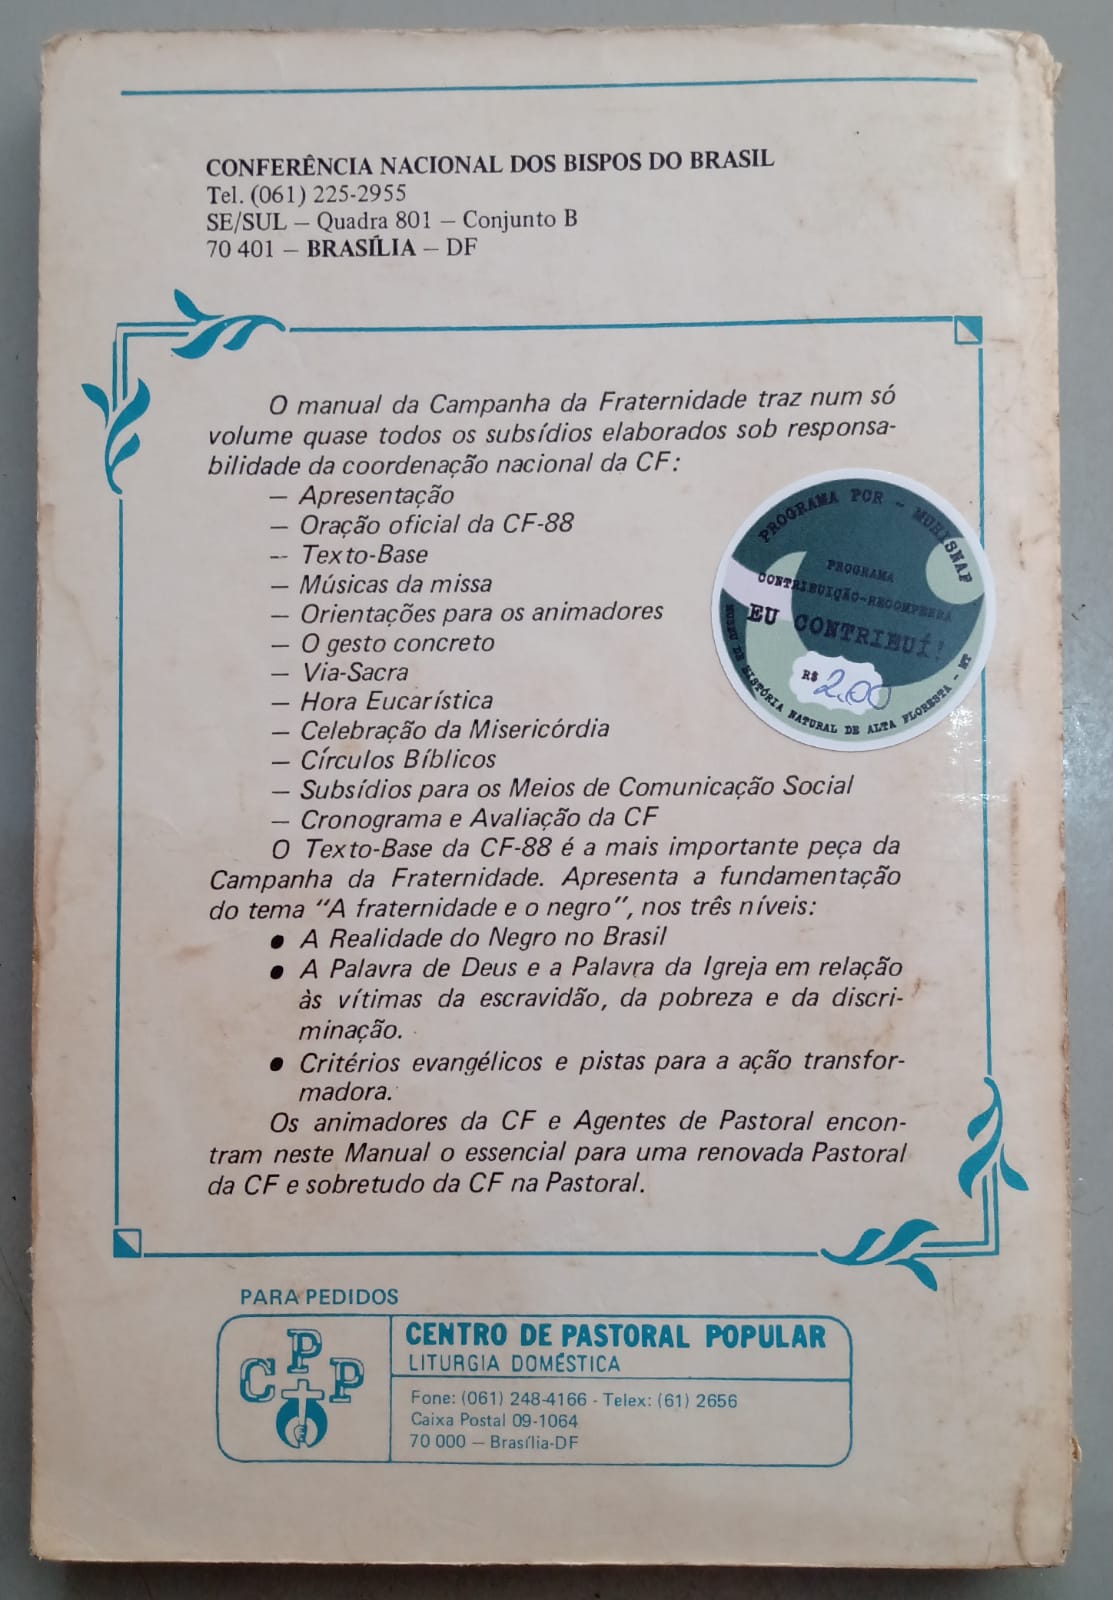 CONFERÊNCIA NACIONAL DOS BISPOS DO BRASIL
Tel. (061) 225-2955
SE/SUL — Quadra 801 — Conjunto B
70 401 — BRASÍLIA — DF
O manual da Campanha da Fraternidade traz num só
volume quase todos os subsídios elaborados sob responsa-
bilidade da coordenação nacional da CF:
— Apresentação
— Oração oficial da CF-88
-- Texto-Base
— Músicas da missa
— Orientações para os animadores
— O gesto concreto
— Via-Sacra
— Hora Eucarística
— Celebração da Misericórdia
— Círculos Bíblicos
— Subsídios para os Meios de Comunicação Social
— Cronograma e Avaliação da CF
O Texto-Base da CF-88 é a mais importante peça da
Campanha da Fraternidade. Apresenta a fundamentação
do tema "A fraternidade e o negro", nos três níveis:
● A Realidade do Negro no Brasil
● A Palavra de Deus e a Palavra da Igreja em relação
às vítimas da escravidão, da pobreza e da discri-
minação.
● Critérios evangélicos e pistas para a ação transfor-
madora.
Os animadores da CF e Agentes de Pastoral encon-
tram neste Manual o essencial para uma renovada Pastoral
da CF e sobretudo da CF na Pastoral.
PROGRAMA PCR - MUHISNAF
PROGRAMA
CONTRIBUIÇÃO-RECOMPENSA
EU CONTRIBUÍ!
R$ 2,00
MUSEU DE HISTÓRIA NATURAL DE ALTA FLORESTA - MT
PARA PEDIDOS
CPP
CENTRO DE PASTORAL POPULAR
LITURGIA DOMÉSTICA
Fone: (061) 248-4166 - Telex: (61) 2656
Caixa Postal 09-1064
70 000 — Brasília-DF